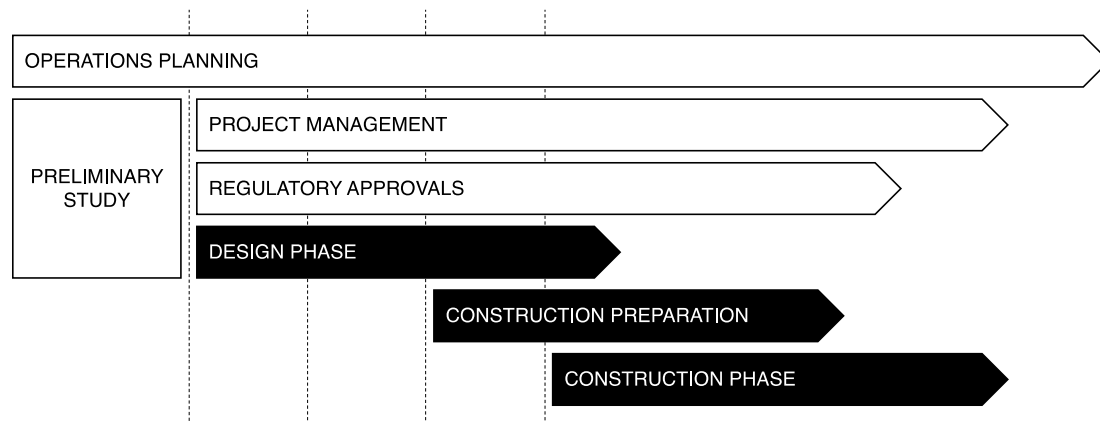 OPERATIONS PLANNING
PROJECT MANAGEMENT
PRELIMINARY
STUDY
REGULATORY APPROVALS
DESIGN PHASE
CONSTRUCTION PREPARATION
CONSTRUCTION PHASE